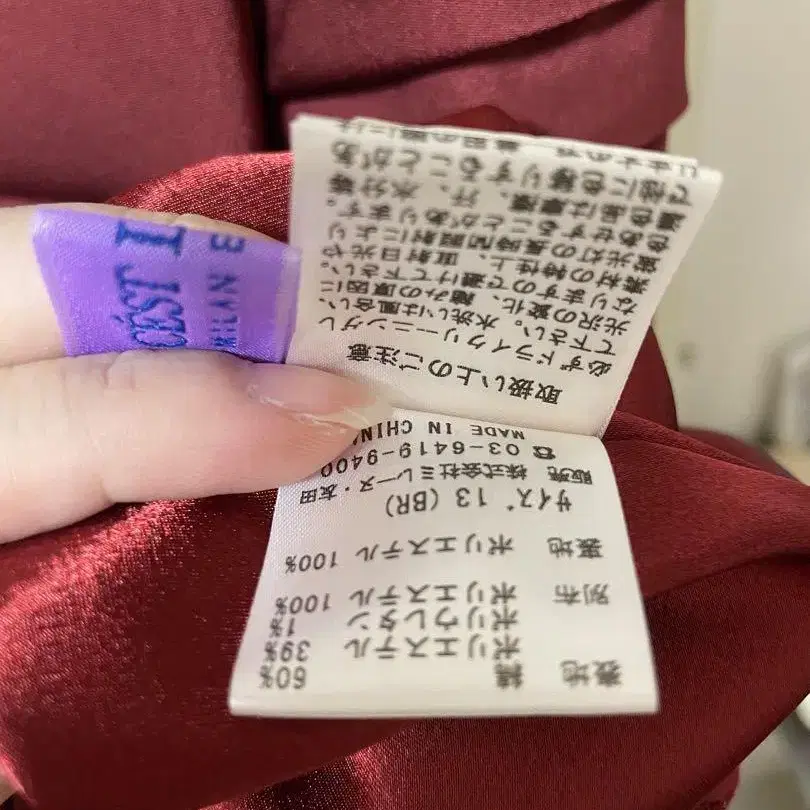 表地 綿 60%
ポリエステル 39%
ポリウレタン 1%
別布 ポリエステル 100%
裏地 ポリエステル 100%
サイズ 13 (BR)
販売 株式会社ミレーヌ・友田
☎ 03-6419-9400
MADE IN CHINA
取扱い上のご注意
必ずドライクリーニングし
て下さい。水洗いは風合い、
光沢の変化、縮みの原因に
なりますので避けて下さい。
素材の特性上、直射日光や
蛍光灯の長時間照射により
色あせすることがあります。
濃色品は摩擦、汗、水分等
で他に色移りすることがあ
CÉST
MILAN